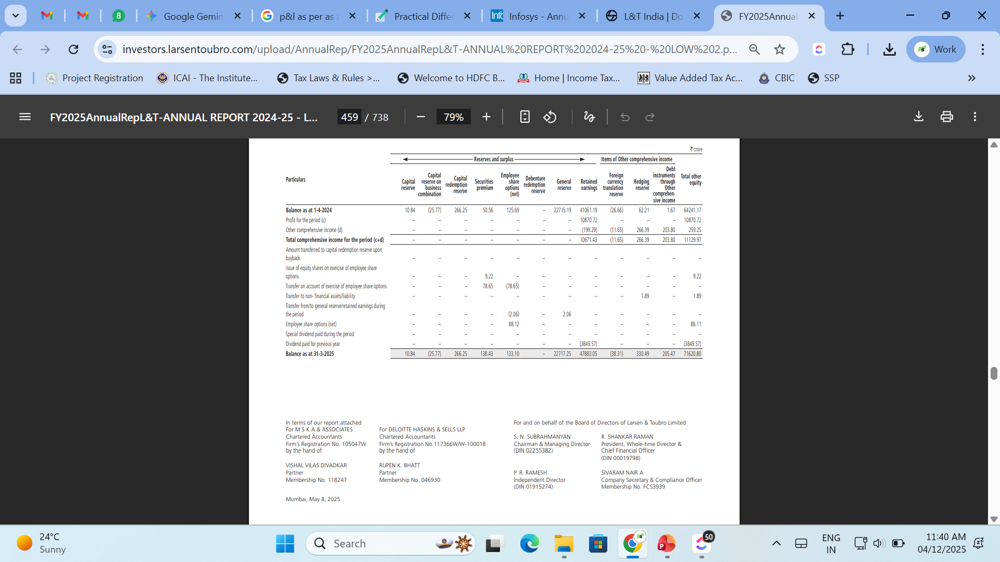 8
Google Gemin
p&l as per as a
Practical Differ
Infosys - Annu
L&T India | Do
FY2025Annual
investors.larsentoubro.com/upload/AnnualRep/FY2025AnnualRepL&T-ANNUAL%20REPORT%202024-25%20-%20LOW%202.p...
Work
Project Registration
ICAI - The Institute...
Tax Laws & Rules >...
Welcome to HDFC B...
Home | Income Tax...
Value Added Tax Ac...
CBIC
SSP
FY2025AnnualRepL&T-ANNUAL REPORT 2024-25 - L...
459 / 738
79%
₹ crore
Reserves and surplus Items of Other comprehensive income
Particulars Capital reserve Capital reserve on business combination Capital redemption reserve Securities premium Employee share options (net) Debenture redemption reserve General reserve Retained earnings Foreign currency translation reserve Hedging reserve Debt instruments through Other comprehen-sive income Total other equity
Balance as at 1-4-2024 10.84 (25.77) 266.25 50.56 125.69 – 22715.19 41061.19 (26.66) 62.21 1.67 64241.17
Profit for the period (c) – – – – – – – 10870.72 – – – 10870.72
Other comprehensive income (d) – – – – – – – (199.29) (11.65) 266.39 203.80 259.25
Total comprehensive income for the period (c+d) – – – – – – – 10671.43 (11.65) 266.39 203.80 11129.97
Amount transferred to capital redemption reserve upon
buyback – – – – – – – – – – – –
Issue of equity shares on exercise of employee share
options – – – 9.22 – – – – – – – 9.22
Transfer on account of exercise of employee share options – – – 78.65 (78.65) – – – – – – –
Transfer to non- financial assets/liability – – – – – – – – – 1.89 – 1.89
Transfer from/to general reserve/retained earnings during
the period – – – – (2.06) – 2.06 – – – – –
Employee share options (net) – – – – 88.12 – – – – – – 88.11
Special dividend paid during the period – – – – – – – – – – – –
Dividend paid for previous year – – – – – – – (3849.57) – – – (3849.57)
Balance as at 31-3-2025 10.84 (25.77) 266.25 138.43 133.10 – 22717.25 47883.05 (38.31) 330.49 205.47 71620.80
In terms of our report attached
For M S K A & ASSOCIATES
Chartered Accountants
Firm's Registration No. 105047W
by the hand of
VISHAL VILAS DIVADKAR
Partner
Membership No. 118247
For DELOITTE HASKINS & SELLS LLP
Chartered Accountants
Firm's Registration No.117366W/W-100018
by the hand of
RUPEN K. BHATT
Partner
Membership No. 046930
For and on behalf of the Board of Directors of Larsen & Toubro Limited
S. N. SUBRAHMANYAN
Chairman & Managing Director
(DIN 02255382)
R. SHANKAR RAMAN
President, Whole-time Director &
Chief Financial Officer
(DIN 00019798)
P. R. RAMESH
Independent Director
(DIN 01915274)
SIVARAM NAIR A
Company Secretary & Compliance Officer
Membership No. FCS3939
Mumbai, May 8, 2025
24°C
Sunny
Search
50
ENG
IN
11:40 AM
04/12/2025